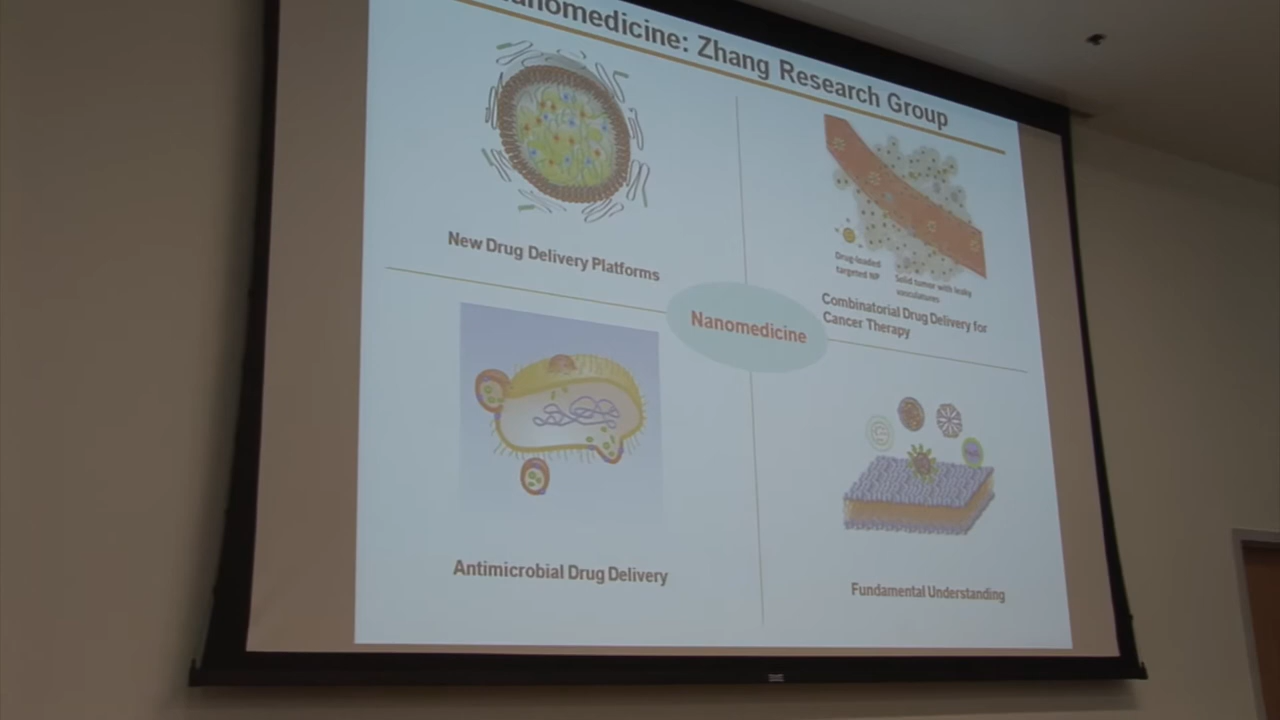 Nanomedicine: Zhang Research Group
New Drug Delivery Platforms
Drug-loaded
targeted NP
Solid tumor with leaky
vasculatures
Combinatorial Drug Delivery for
Cancer Therapy
Nanomedicine
Antimicrobial Drug Delivery
Fundamental Understanding